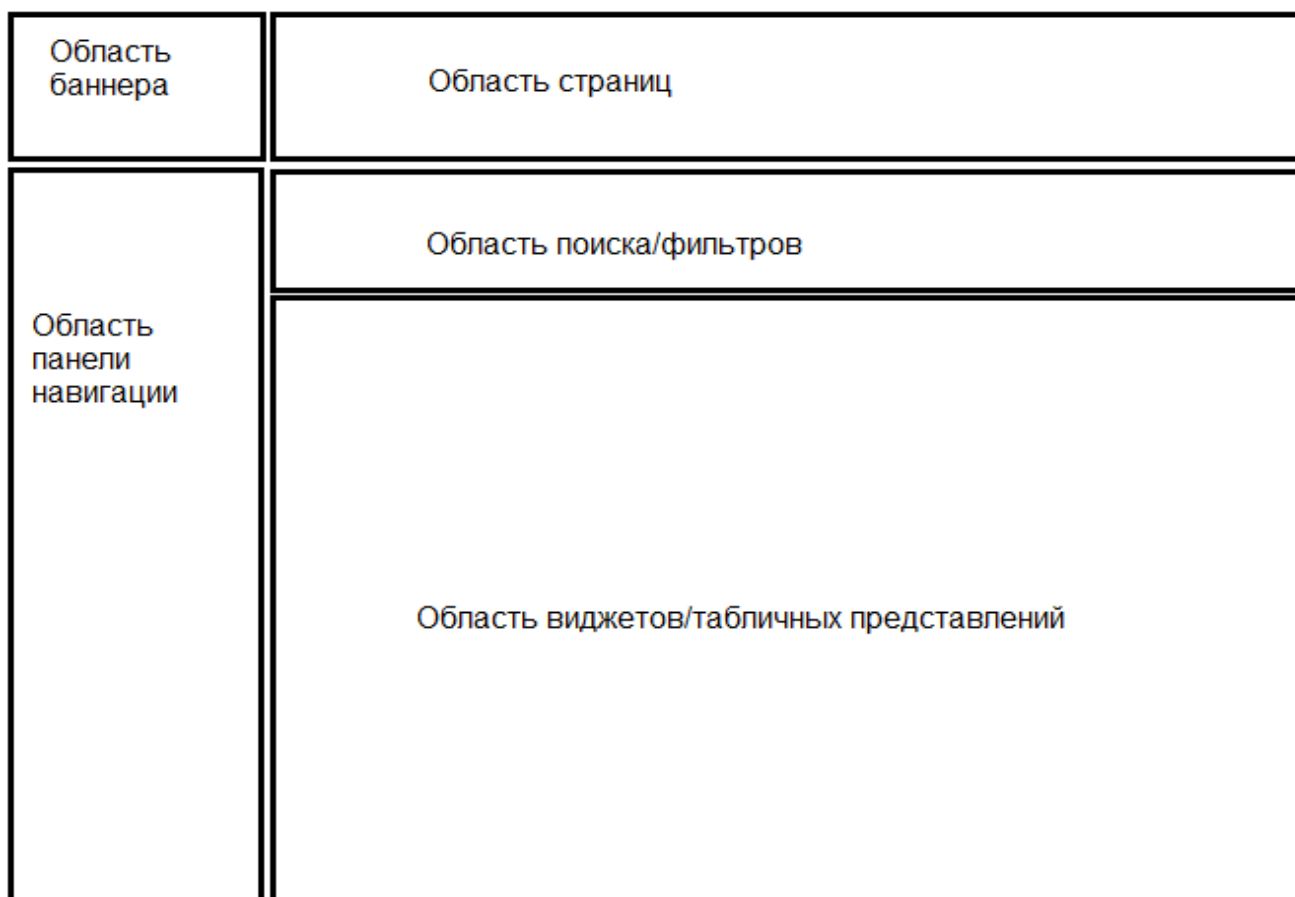 Область
баннера
Область страниц
Область поиска/фильтров
Область
панели
навигации
Область виджетов/табличных представлений